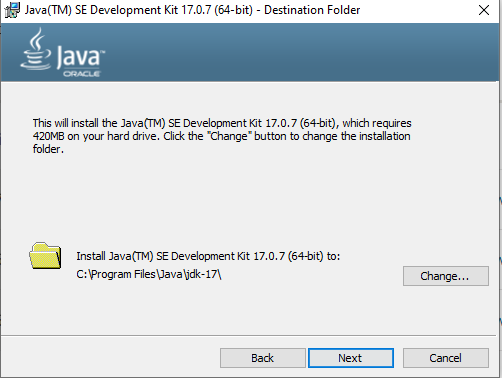 Java(TM) SE Development Kit 17.0.7 (64-bit) - Destination Folder
Java™
ORACLE
This will install the Java(TM) SE Development Kit 17.0.7 (64-bit), which requires
420MB on your hard drive. Click the "Change" button to change the installation
folder.
Install Java(TM) SE Development Kit 17.0.7 (64-bit) to:
C:\Program Files\Java\jdk-17\
Change...
Back
Next
Cancel